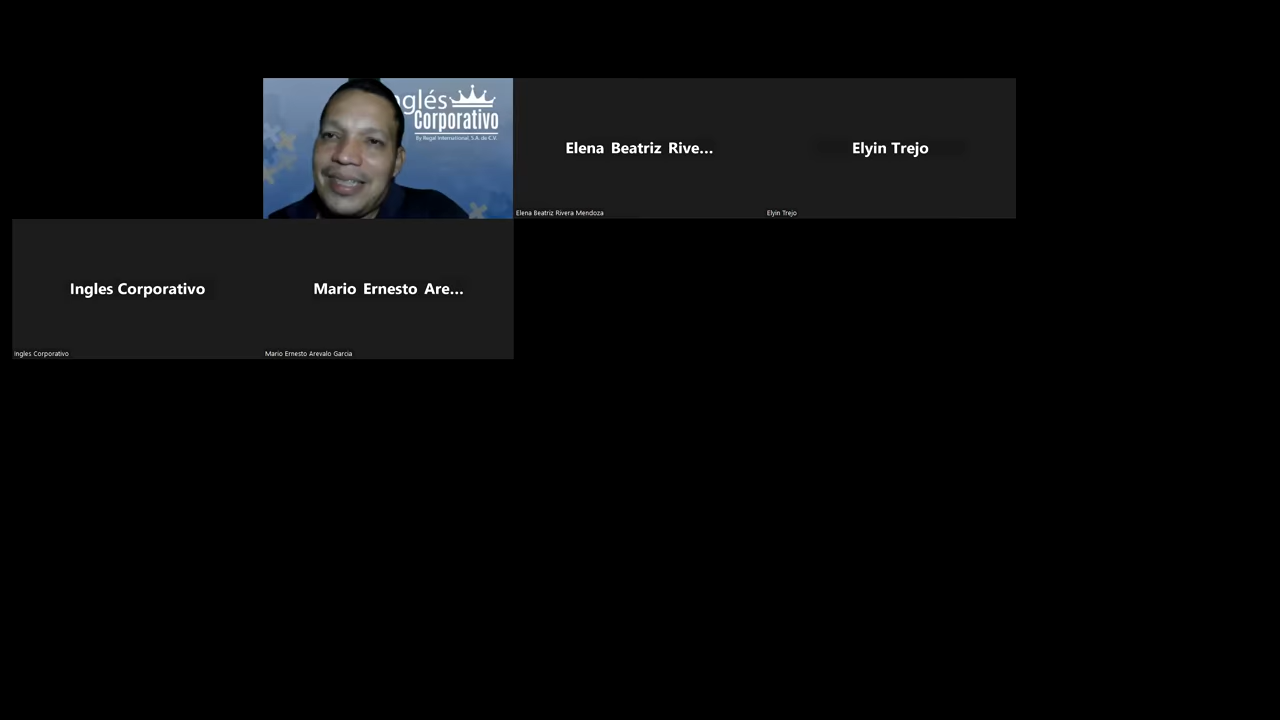 nglés
Corporativo
By Regal International, S.A. de C.V.
Elena Beatriz Rive...
Elena Beatriz Rivera Mendoza
Elyin Trejo
Elyin Trejo
Ingles Corporativo
Ingles Corporativo
Mario Ernesto Are...
Mario Ernesto Arevalo Garcia